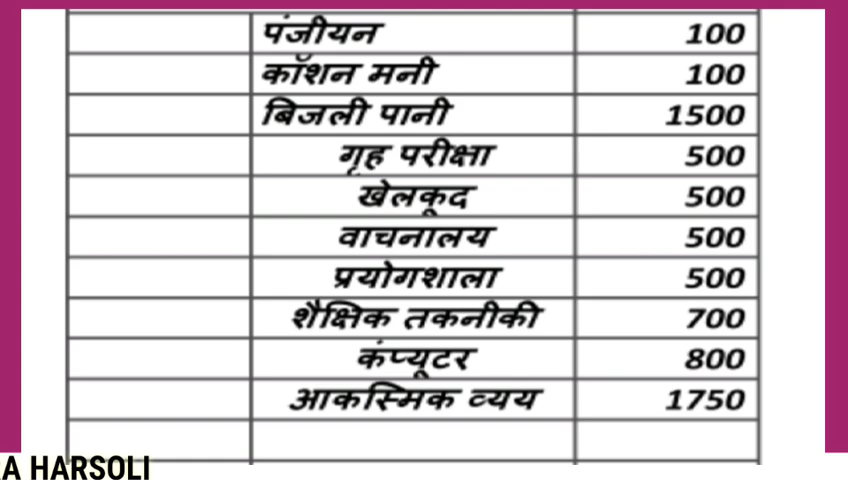 पंजीयन 100
कॉशन मनी 100
बिजली पानी 1500
गृह परीक्षा 500
खेलकूद 500
वाचनालय 500
प्रयोगशाला 500
शैक्षिक तकनीकी 700
कंप्यूटर 800
आकस्मिक व्यय 1750
A HARSOLI